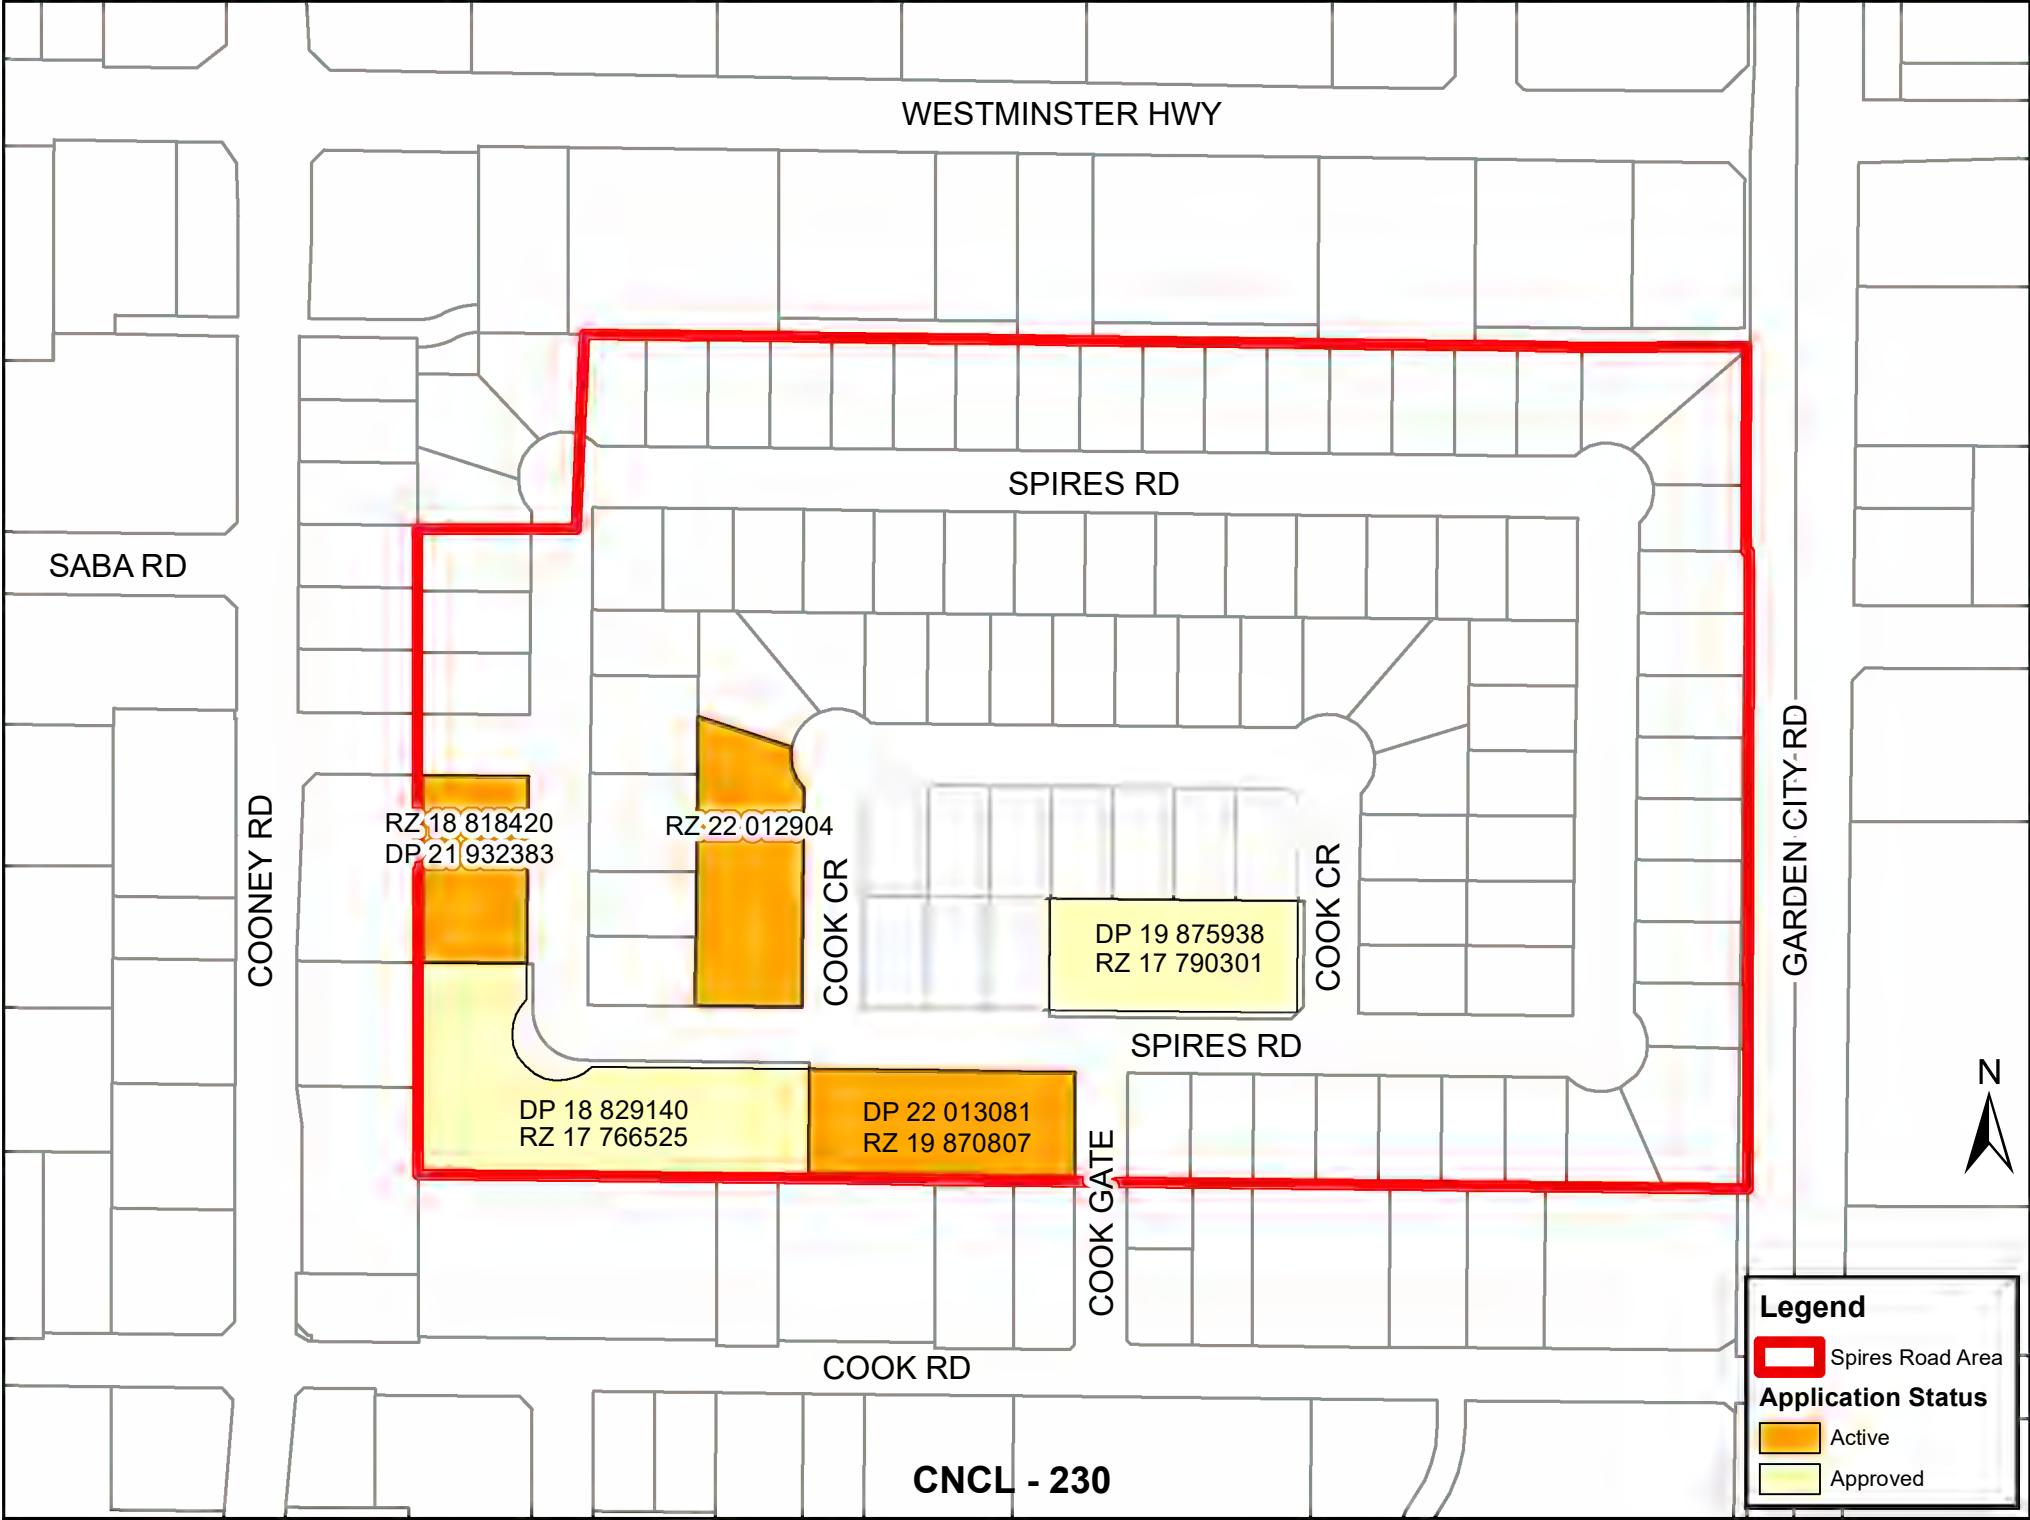 WESTMINSTER HWY
SPIRES RD
SABA RD
GARDEN CITY RD
COONEY RD
RZ 18 818420
DP 21 932383
RZ 22 012904
COOK CR
COOK CR
DP 19 875938
RZ 17 790301
SPIRES RD
N
DP 18 829140
RZ 17 766525
DP 22 013081
RZ 19 870807
COOK GATE
COOK RD
Legend
Spires Road Area
Application Status
Active
Approved
CNCL - 230